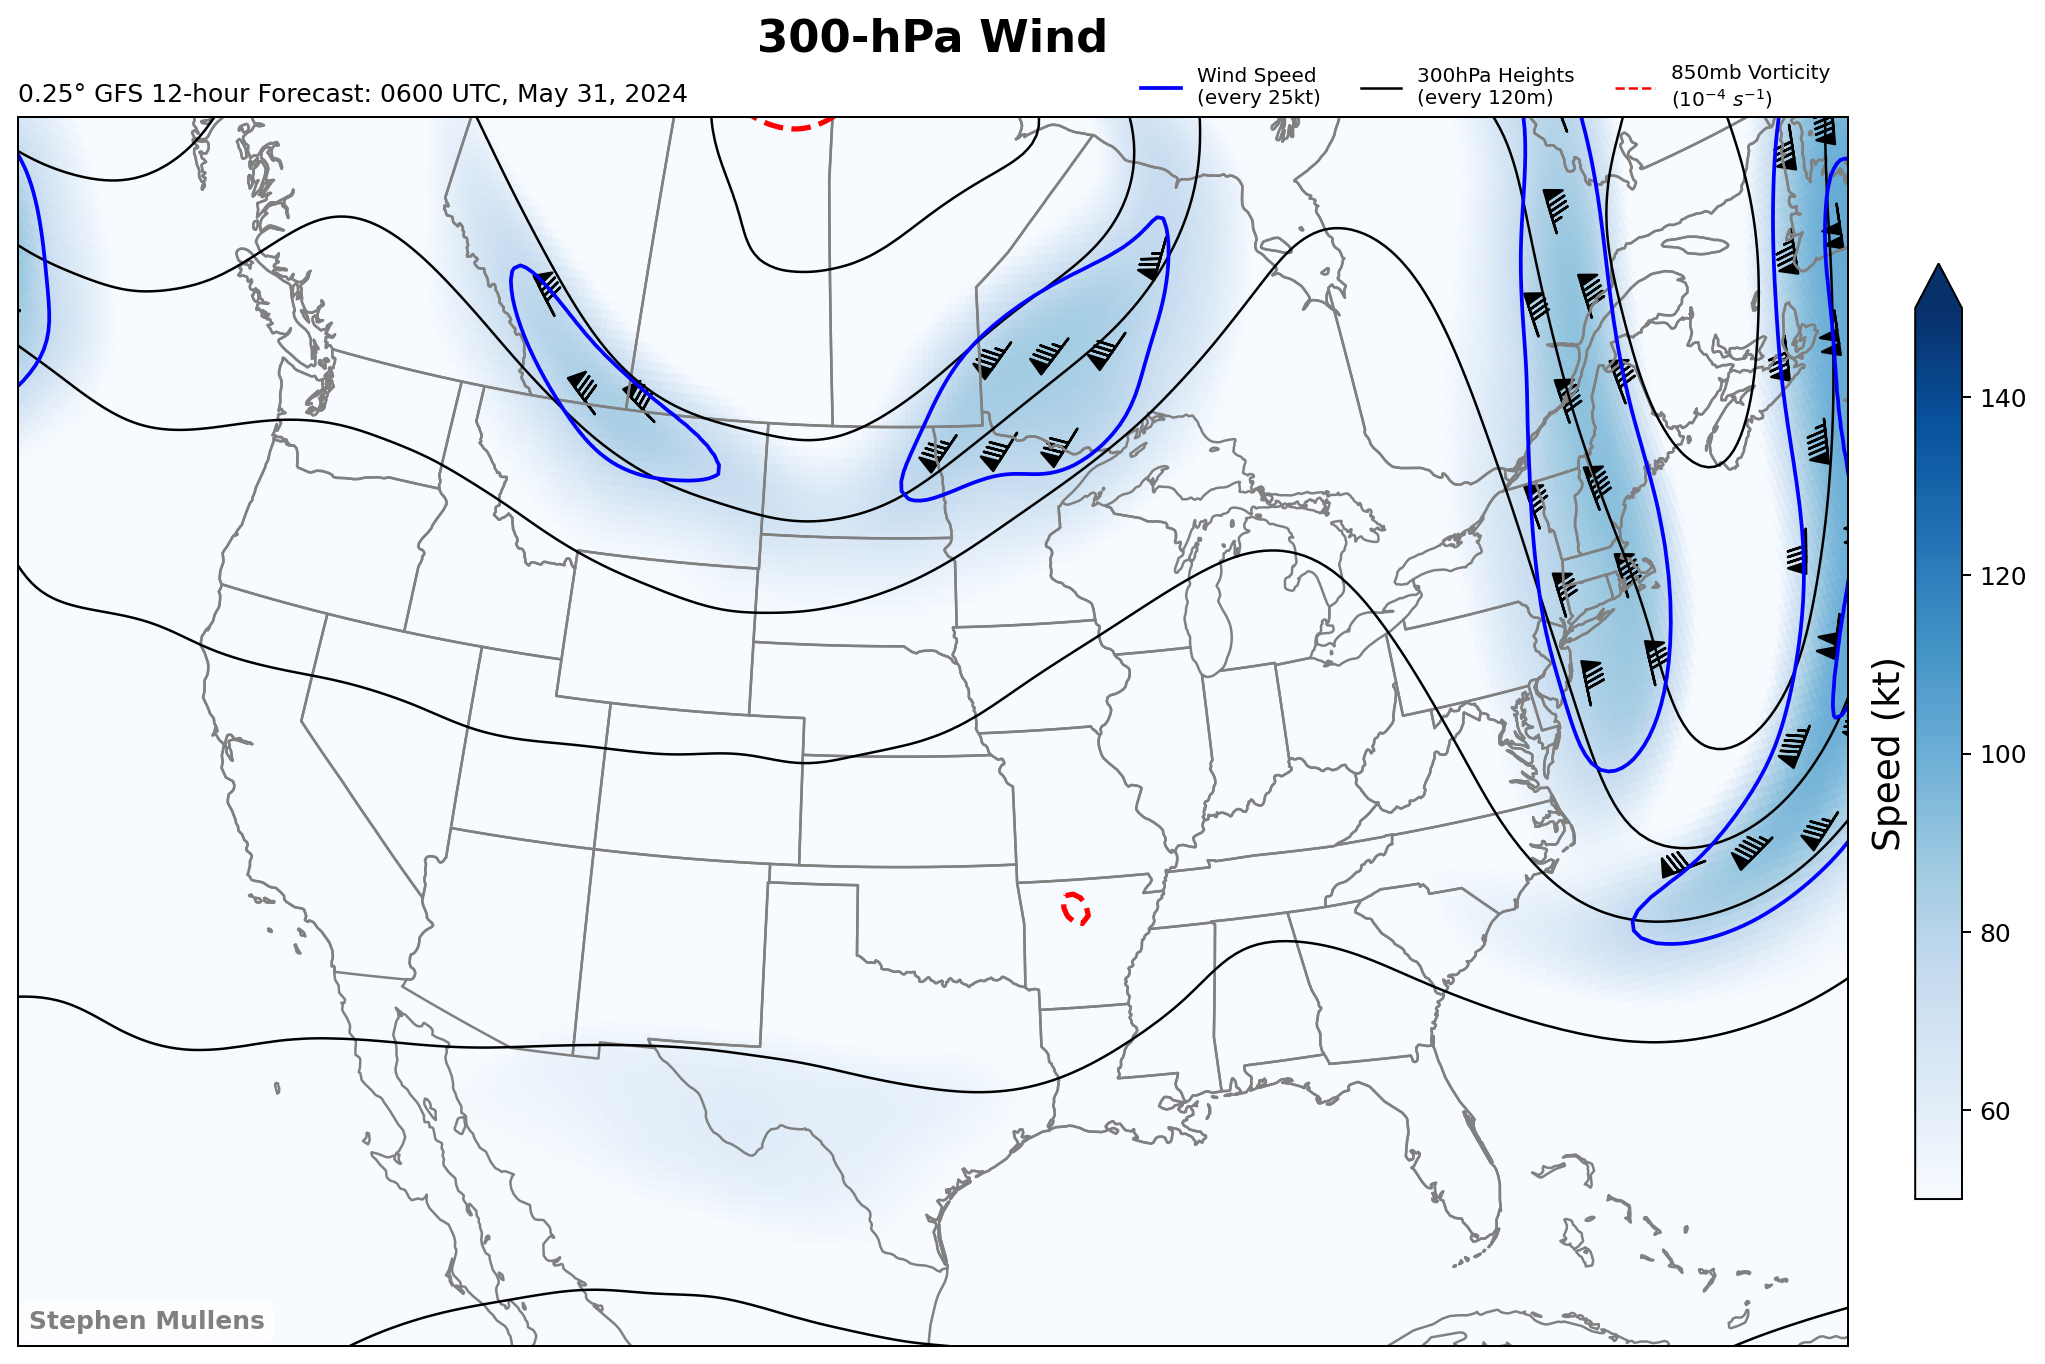 300-hPa Wind
0.25° GFS 12-hour Forecast: 0600 UTC, May 31, 2024
Wind Speed
(every 25kt)
300hPa Heights
(every 120m)
850mb Vorticity
(10⁻⁴ s⁻¹)
140
120
100
80
60
Speed (kt)
Stephen Mullens